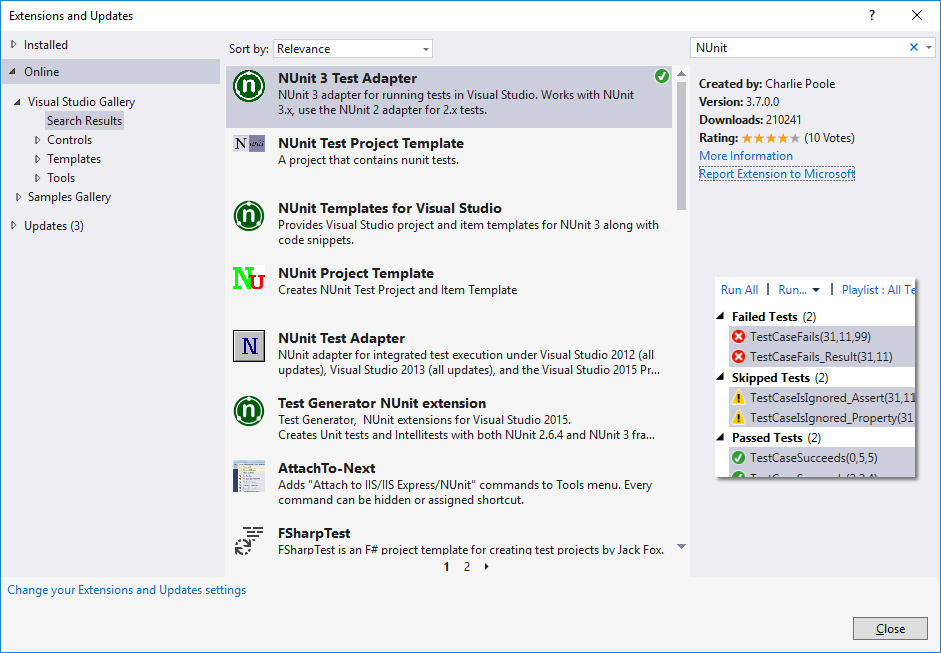 Extensions and Updates
?
Installed
Online
Visual Studio Gallery
Search Results
Controls
Templates
Tools
Samples Gallery
Updates (3)
Sort by: Relevance
NUnit 3 Test Adapter
NUnit 3 adapter for running tests in Visual Studio. Works with NUnit
3.x, use the NUnit 2 adapter for 2.x tests.
NUnit Test Project Template
A project that contains nunit tests.
NUnit Templates for Visual Studio
Provides Visual Studio project and item templates for NUnit 3 along with
code snippets.
NUnit Project Template
Creates NUnit Test Project and Item Template
NUnit Test Adapter
NUnit adapter for integrated test execution under Visual Studio 2012 (all
updates), Visual Studio 2013 (all updates), and the Visual Studio 2015 Pr...
Test Generator NUnit extension
Test Generator, NUnit extensions for Visual Studio 2015.
Creates Unit tests and Intellitests with both NUnit 2.6.4 and NUnit 3 fra...
AttachTo-Next
Adds "Attach to IIS/IIS Express/NUnit" commands to Tools menu. Every
command can be hidden or assigned shortcut.
FSharpTest
FSharpTest is an F# project template for creating test projects by Jack Fox.
1 2
NUnit
Created by: Charlie Poole
Version: 3.7.0.0
Downloads: 210241
Rating: (10 Votes)
More Information
Report Extension to Microsoft
Run All | Run... | Playlist : All Te
Failed Tests (2)
TestCaseFails(31,11,99)
TestCaseFails_Result(31,11)
Skipped Tests (2)
TestCaseIsIgnored_Assert(31,11
TestCaseIsIgnored_Property(31
Passed Tests (2)
TestCaseSucceeds(0,5,5)
Change your Extensions and Updates settings
Close